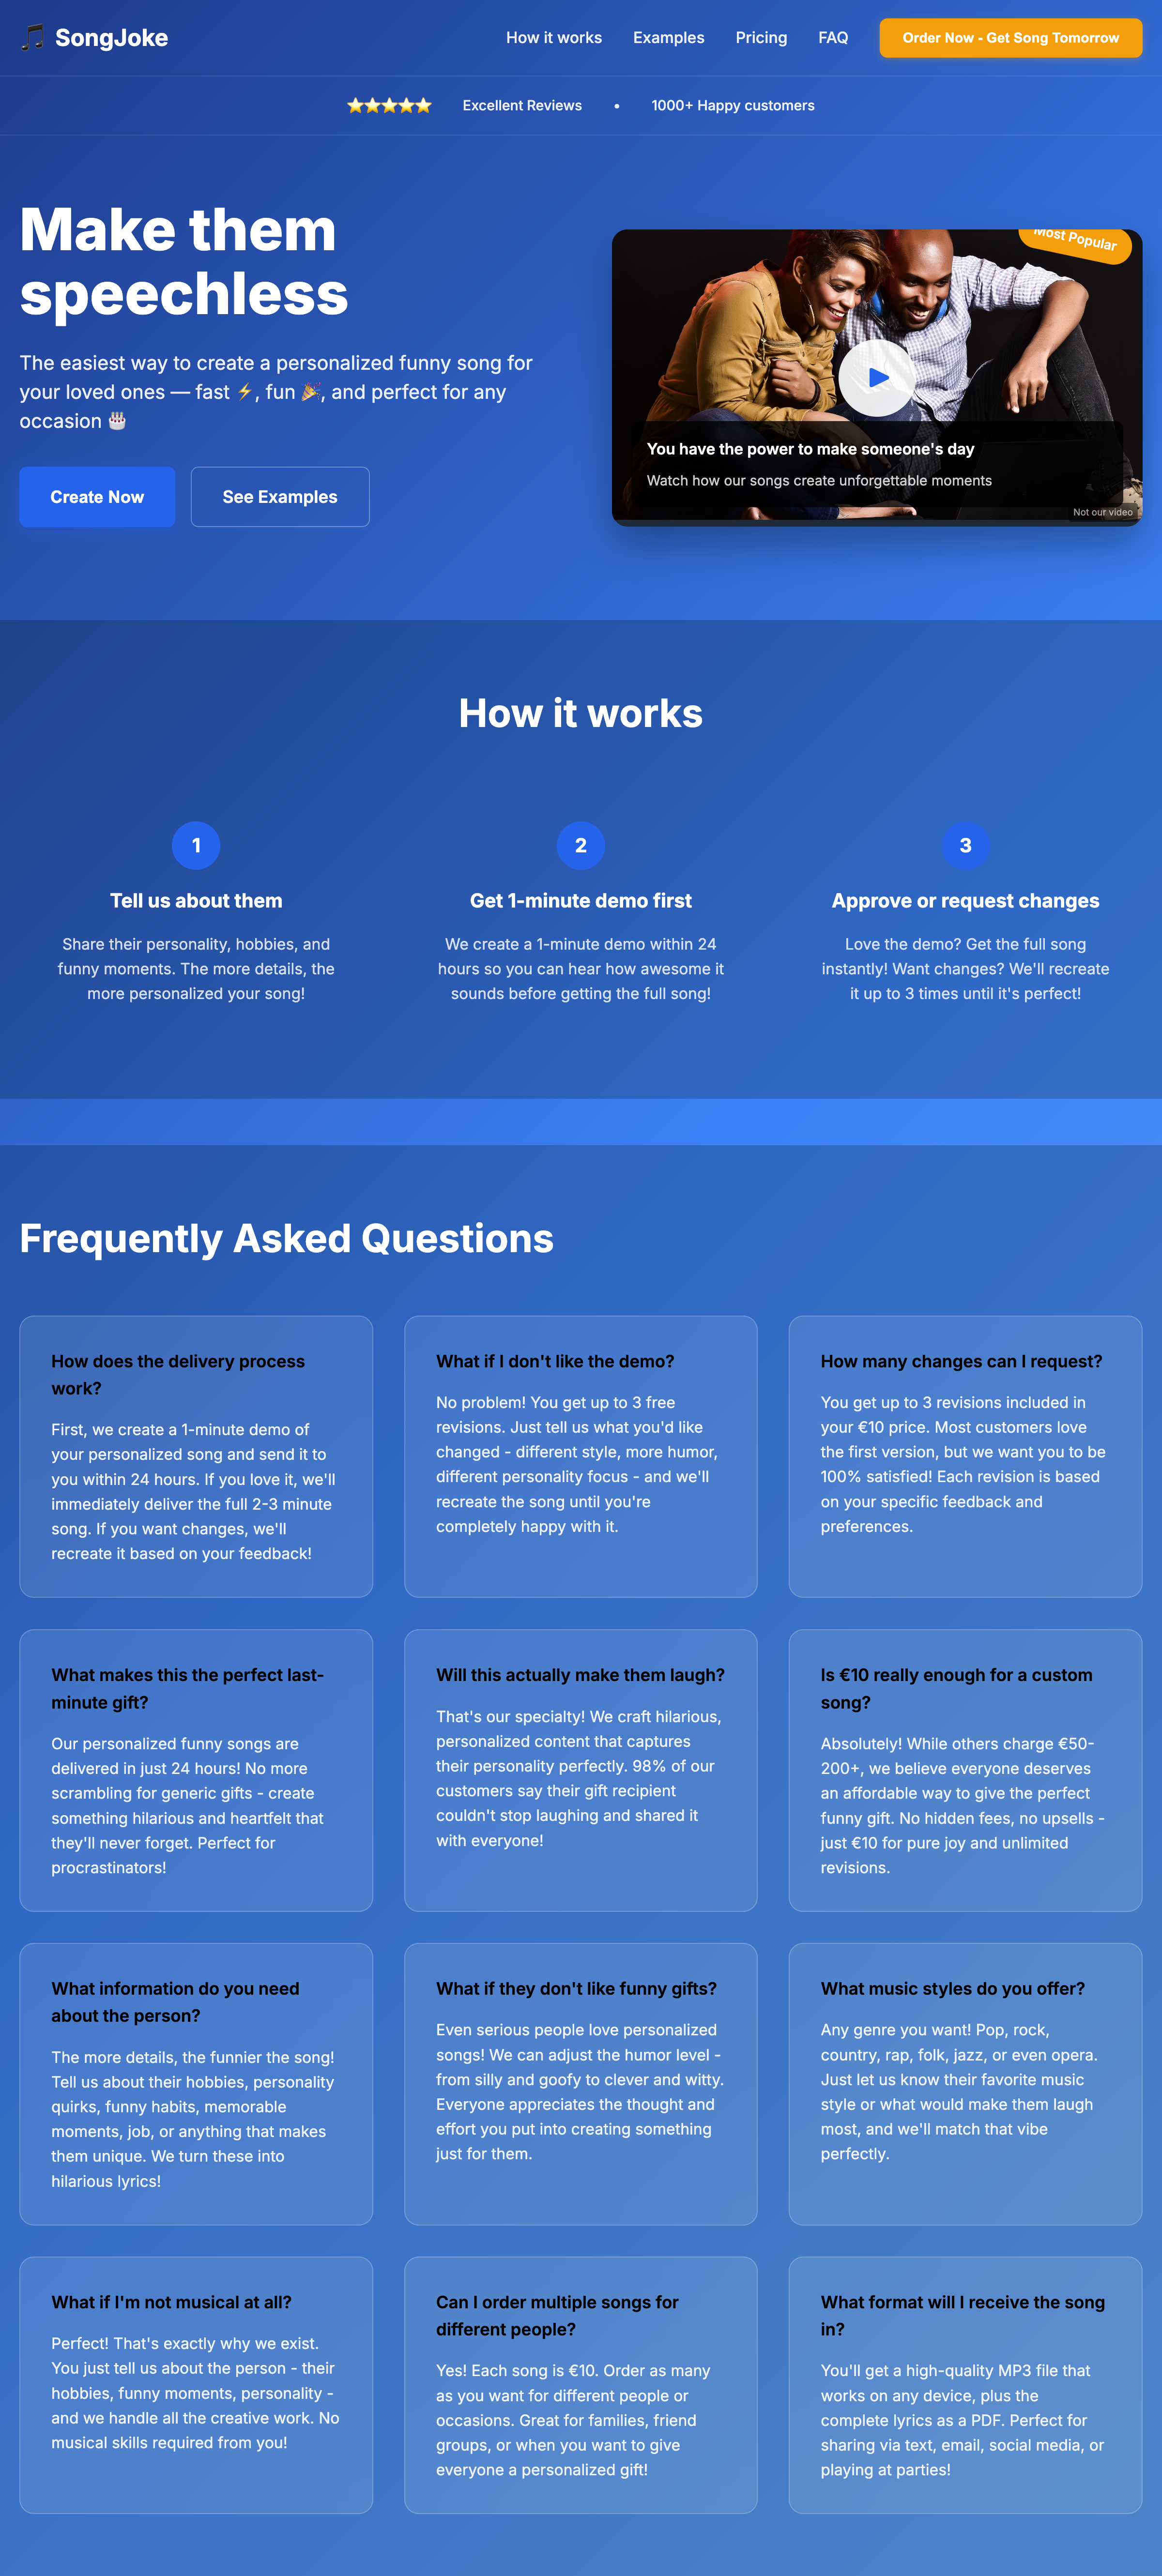 🎵 SongJoke
How it works
Examples
Pricing
FAQ
Order Now - Get Song Tomorrow
⭐⭐⭐⭐⭐ Excellent Reviews • 1000+ Happy customers
Make them
speechless
The easiest way to create a personalized funny song for
your loved ones — fast ⚡, fun 🎉, and perfect for any
occasion 🎂
Create Now
See Examples
Most Popular
You have the power to make someone's day
Watch how our songs create unforgettable moments
Not our video
How it works
1
Tell us about them
Share their personality, hobbies, and
funny moments. The more details, the
more personalized your song!
2
Get 1-minute demo first
We create a 1-minute demo within 24
hours so you can hear how awesome it
sounds before getting the full song!
3
Approve or request changes
Love the demo? Get the full song
instantly! Want changes? We'll recreate
it up to 3 times until it's perfect!
Frequently Asked Questions
How does the delivery process
work?
First, we create a 1-minute demo of
your personalized song and send it to
you within 24 hours. If you love it, we'll
immediately deliver the full 2-3 minute
song. If you want changes, we'll
recreate it based on your feedback!
What if I don't like the demo?
No problem! You get up to 3 free
revisions. Just tell us what you'd like
changed - different style, more humor,
different personality focus - and we'll
recreate the song until you're
completely happy with it.
How many changes can I request?
You get up to 3 revisions included in
your €10 price. Most customers love
the first version, but we want you to be
100% satisfied! Each revision is based
on your specific feedback and
preferences.
What makes this the perfect last-
minute gift?
Our personalized funny songs are
delivered in just 24 hours! No more
scrambling for generic gifts - create
something hilarious and heartfelt that
they'll never forget. Perfect for
procrastinators!
Will this actually make them laugh?
That's our specialty! We craft hilarious,
personalized content that captures
their personality perfectly. 98% of our
customers say their gift recipient
couldn't stop laughing and shared it
with everyone!
Is €10 really enough for a custom
song?
Absolutely! While others charge €50-
200+, we believe everyone deserves
an affordable way to give the perfect
funny gift. No hidden fees, no upsells -
just €10 for pure joy and unlimited
revisions.
What information do you need
about the person?
The more details, the funnier the song!
Tell us about their hobbies, personality
quirks, funny habits, memorable
moments, job, or anything that makes
them unique. We turn these into
hilarious lyrics!
What if they don't like funny gifts?
Even serious people love personalized
songs! We can adjust the humor level -
from silly and goofy to clever and witty.
Everyone appreciates the thought and
effort you put into creating something
just for them.
What music styles do you offer?
Any genre you want! Pop, rock,
country, rap, folk, jazz, or even opera.
Just let us know their favorite music
style or what would make them laugh
most, and we'll match that vibe
perfectly.
What if I'm not musical at all?
Perfect! That's exactly why we exist.
You just tell us about the person - their
hobbies, funny moments, personality -
and we handle all the creative work. No
musical skills required from you!
Can I order multiple songs for
different people?
Yes! Each song is €10. Order as many
as you want for different people or
occasions. Great for families, friend
groups, or when you want to give
everyone a personalized gift!
What format will I receive the song
in?
You'll get a high-quality MP3 file that
works on any device, plus the
complete lyrics as a PDF. Perfect for
sharing via text, email, social media, or
playing at parties!